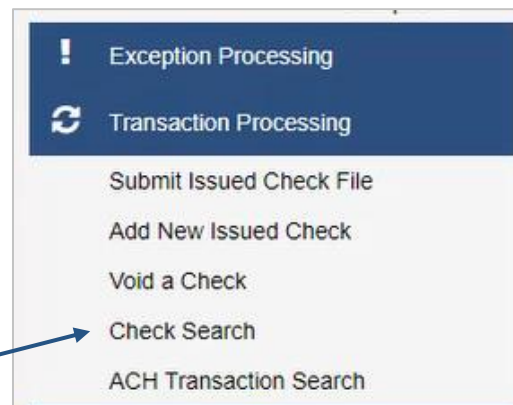 Exception Processing
Transaction Processing
Submit Issued Check File
Add New Issued Check
Void a Check
Check Search
ACH Transaction Search